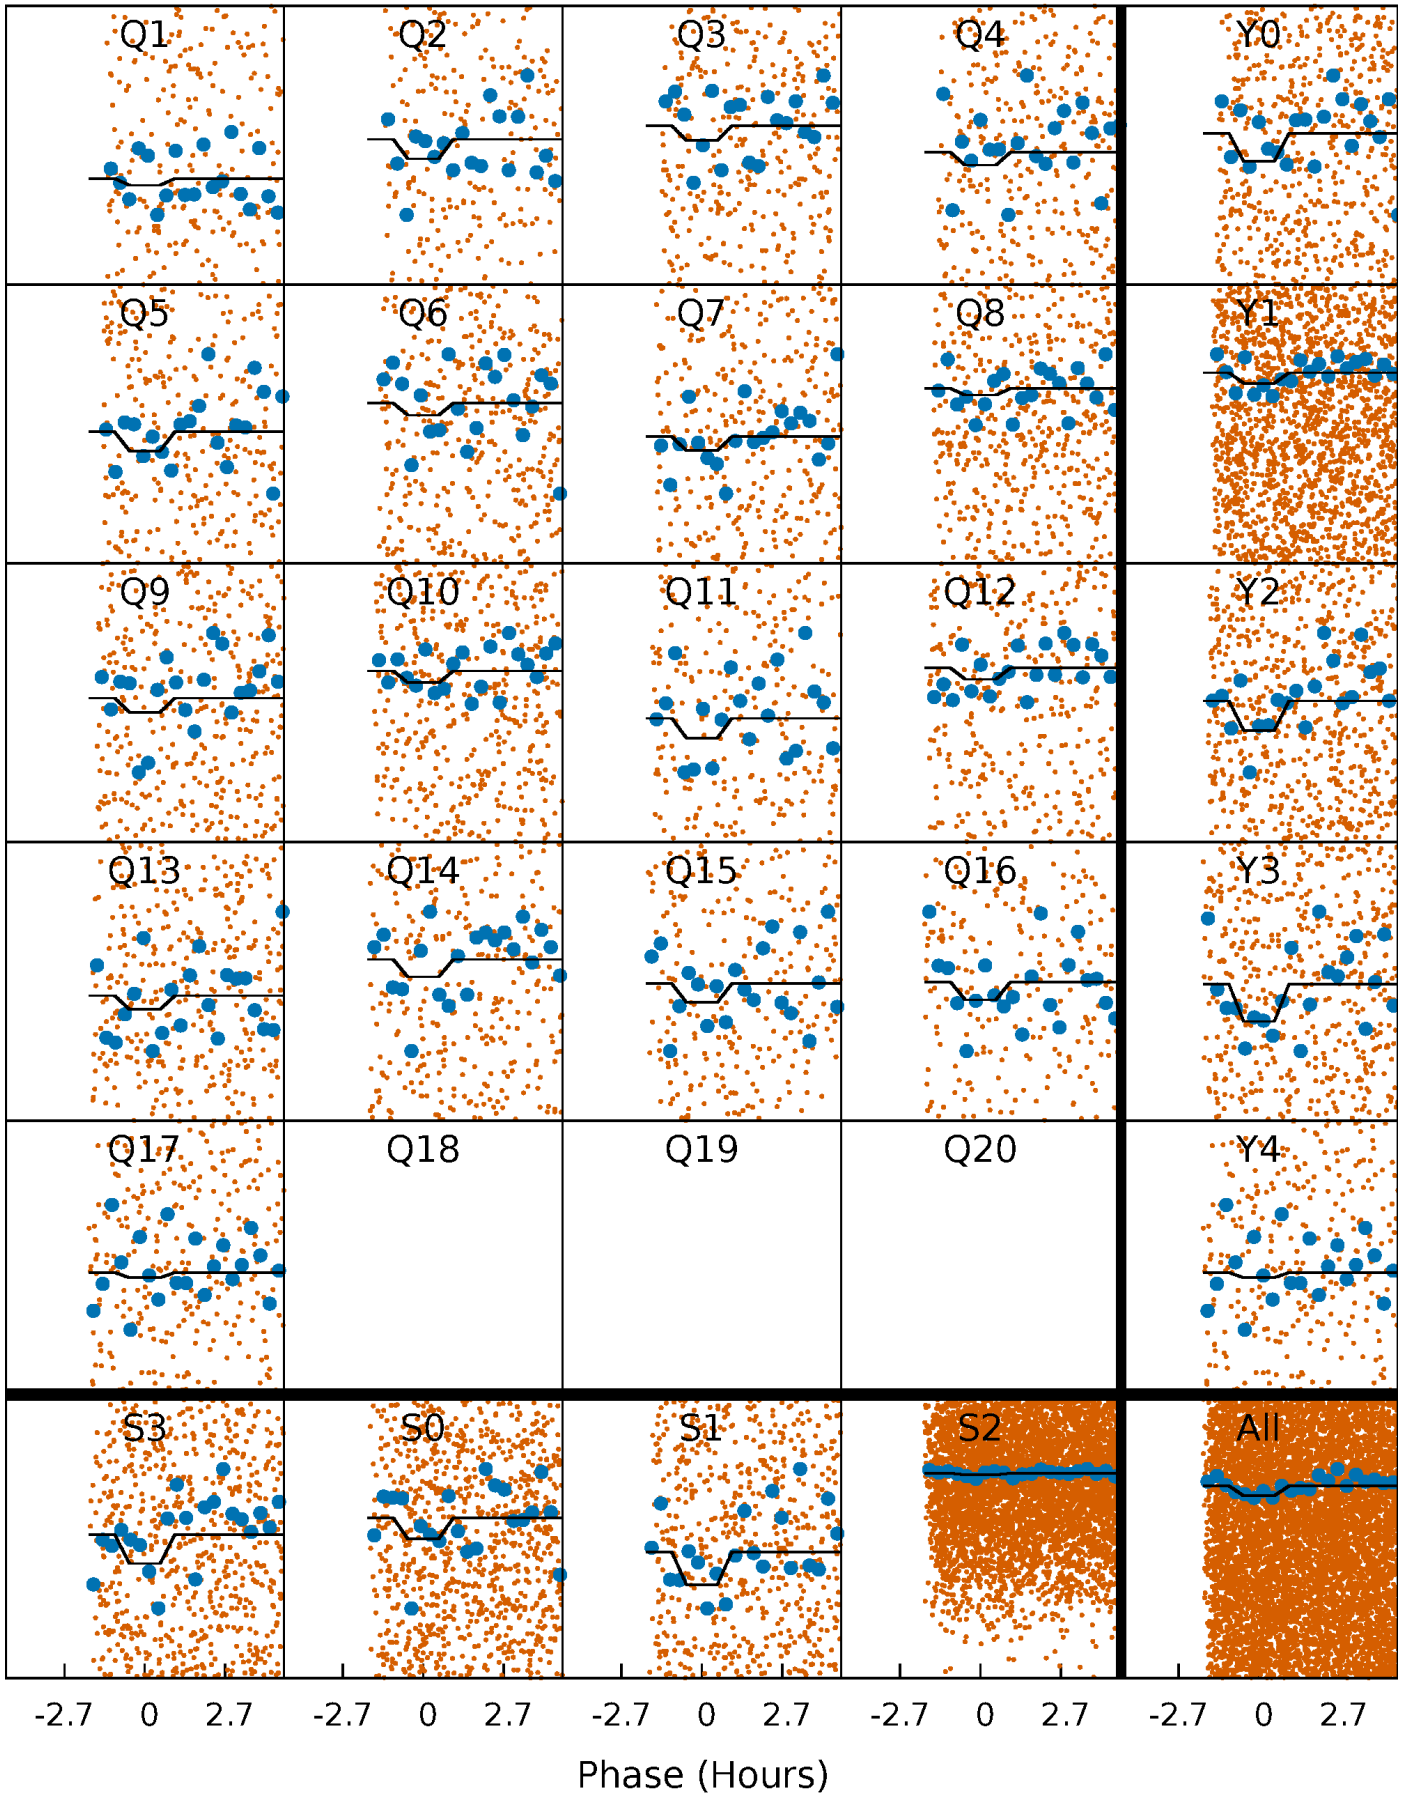 Q1 Q2 Q3 Q4 Y0
Q5 Q6 Q7 Q8 Y1
Q9 Q10 Q11 Q12 Y2
Q13 Q14 Q15 Q16 Y3
Q17 Q18 Q19 Q20 Y4
S3 S0 S1 S2 All
-2.7 0 2.7 -2.7 0 2.7 -2.7 0 2.7 -2.7 0 2.7 -2.7 0 2.7
Phase (Hours)